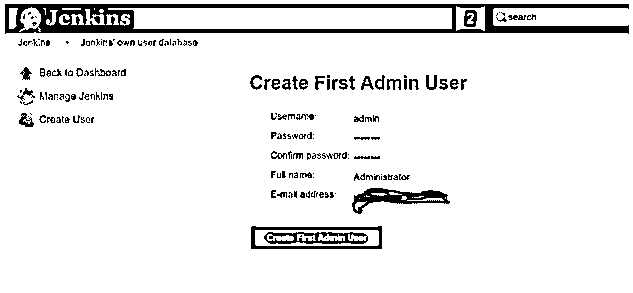 Jenkins
2
search
Jenkins
Jenkins' own user database
Back to Dashboard
Manage Jenkins
Create User
Create First Admin User
Username: admin
Password:
Confirm password:
Full name: Administrator
E-mail address:
Create First Admin User